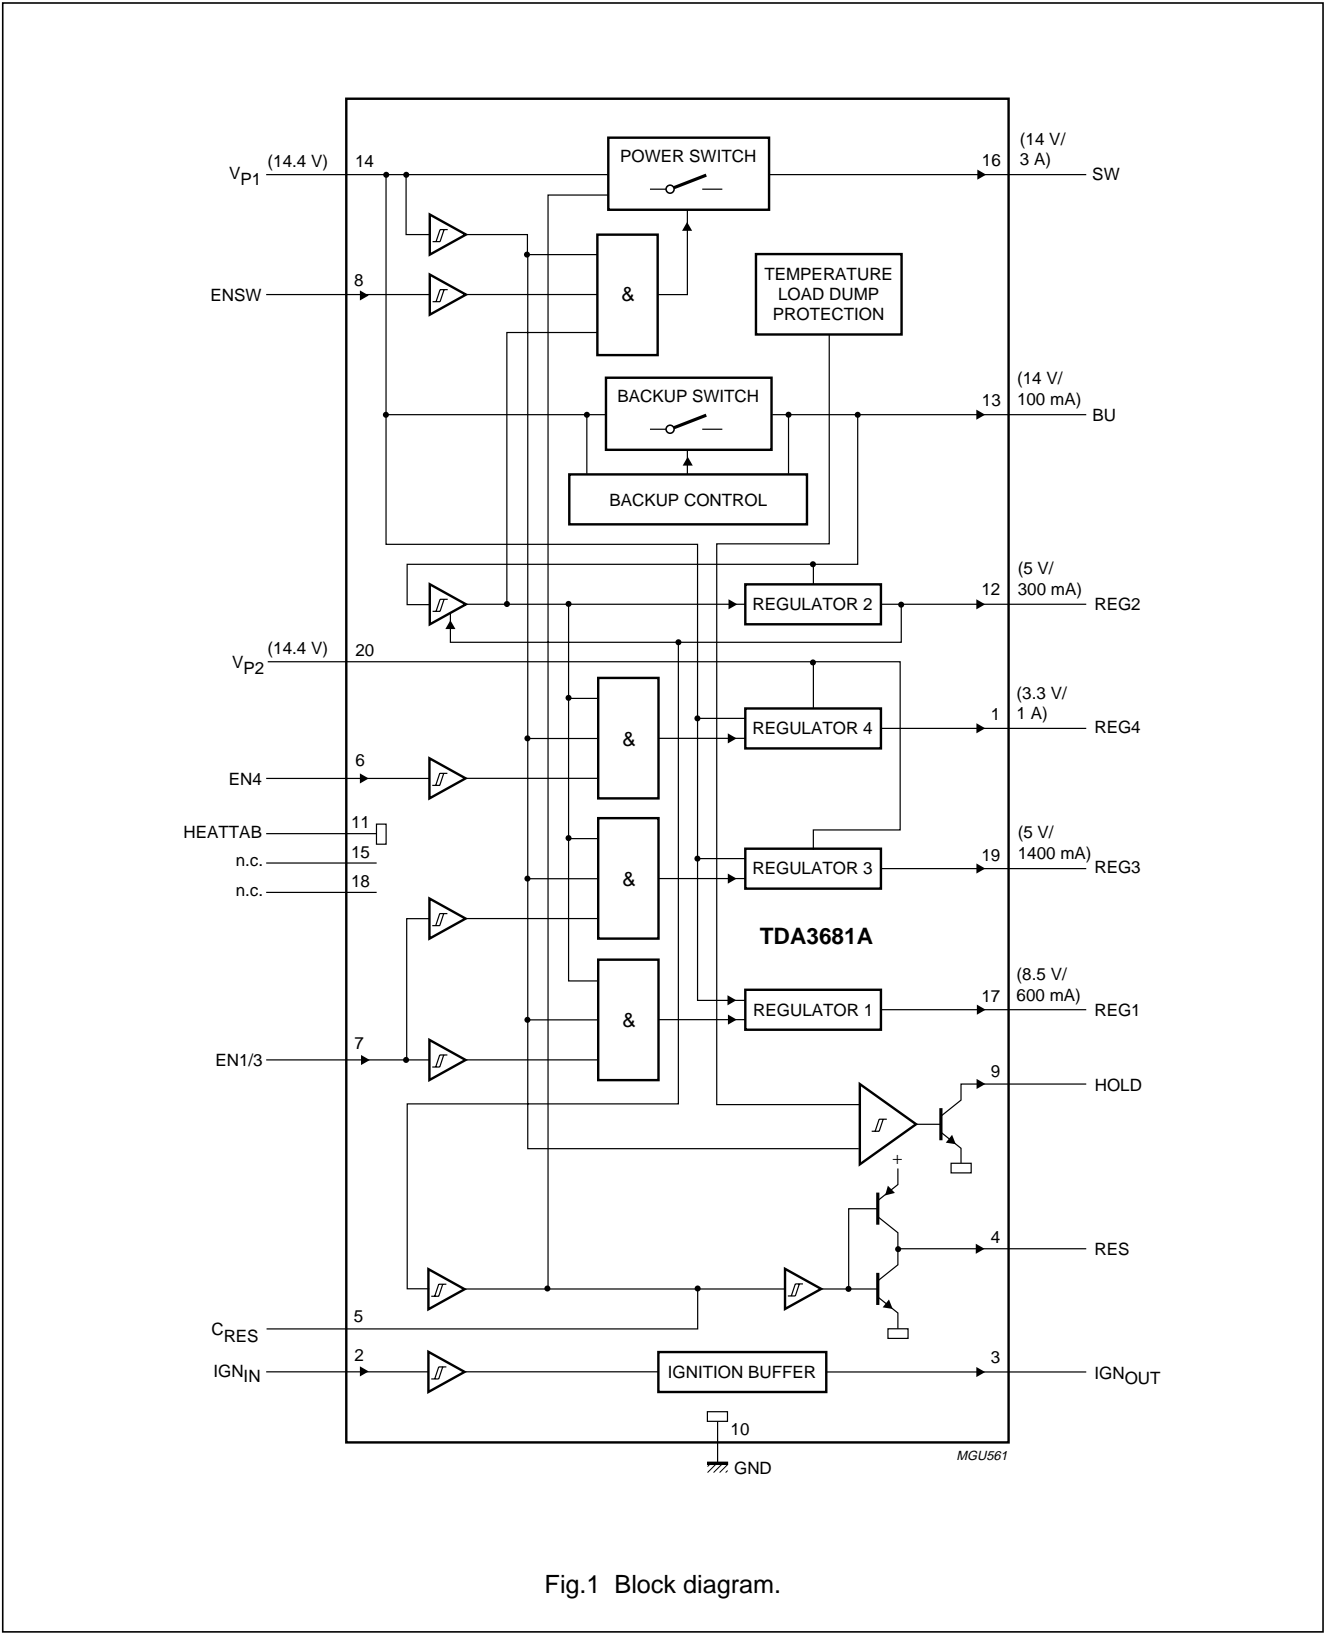 (14 V/
VP1 (14.4 V) 14 POWER SWITCH 16 3 A) SW
ENSW 8 & TEMPERATURE
LOAD DUMP
PROTECTION
(14 V/
BACKUP SWITCH 13 100 mA) BU
BACKUP CONTROL
(5 V/
REGULATOR 2 12 300 mA) REG2
VP2 (14.4 V) 20
(3.3 V/
& REGULATOR 4 1 1 A) REG4
EN4 6
HEATTAB 11
(5 V/
n.c. 15 & REGULATOR 3 19 1400 mA) REG3
n.c. 18
TDA3681A
(8.5 V/
& REGULATOR 1 17 600 mA) REG1
EN1/3 7
9 HOLD
+
4 RES
CRES 5
IGNIN 2 IGNITION BUFFER 3 IGNOUT
10
GND
MGU561
Fig.1 Block diagram.